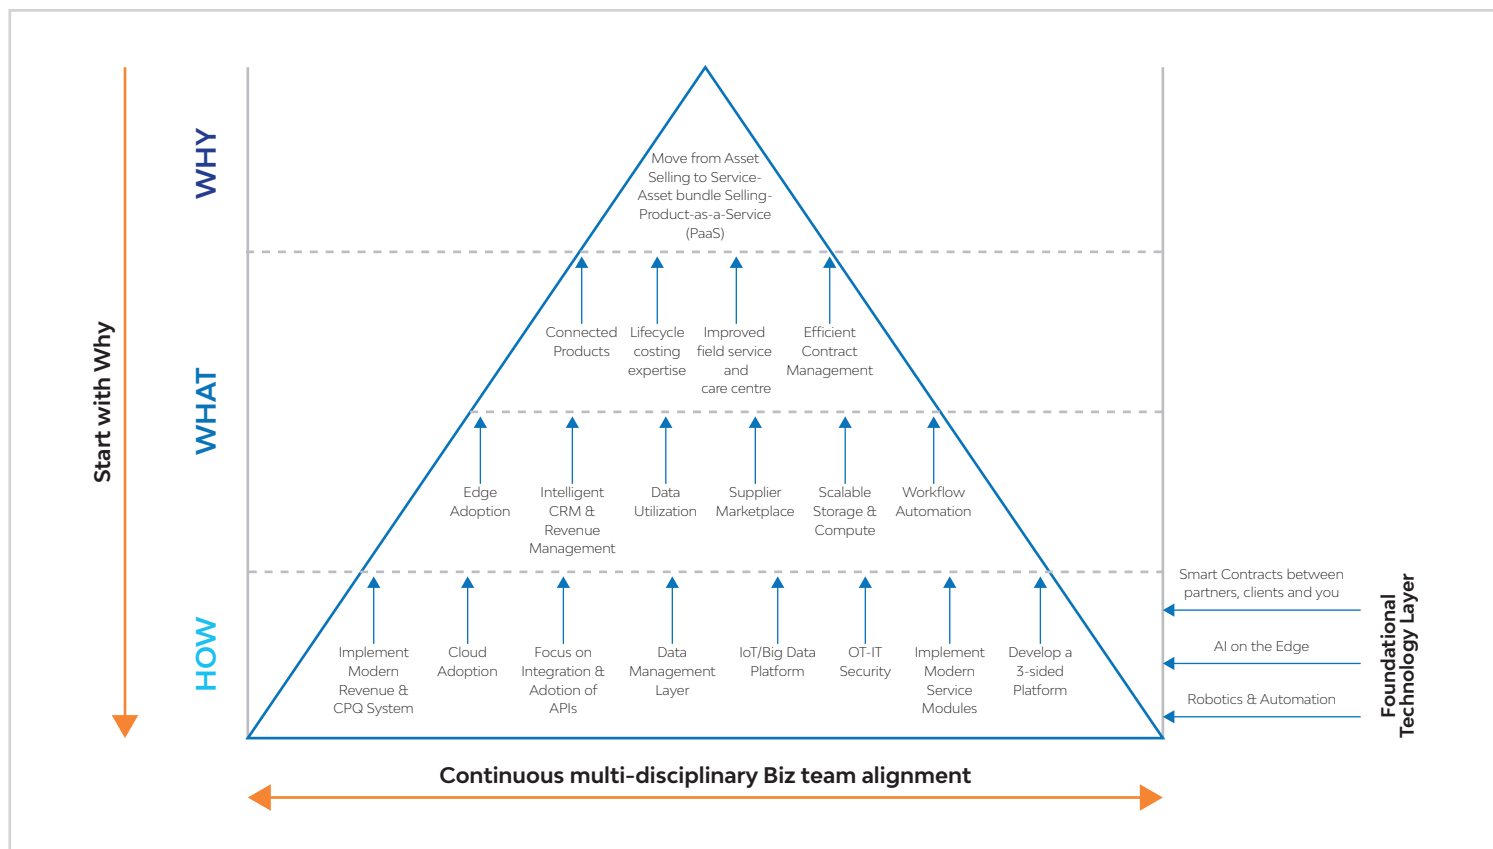 Start with Why
WHY
Move from Asset
Selling to Service-
Asset bundle Selling-
Product-as-a-Service
(PaaS)
WHAT
Connected
Products
Lifecycle
costing
expertise
Improved
field service
and
care centre
Efficient
Contract
Management
Edge
Adoption
Intelligent
CRM &
Revenue
Management
Data
Utilization
Supplier
Marketplace
Scalable
Storage &
Compute
Workflow
Automation
HOW
Implement
Modern
Revenue &
CPQ System
Cloud
Adoption
Focus on
Integration &
Adotion of
APIs
Data
Management
Layer
IoT/Big Data
Platform
OT-IT
Security
Implement
Modern
Service
Modules
Develop a
3-sided
Platform
Smart Contracts between
partners, clients and you
AI on the Edge
Robotics & Automation
Foundational
Technology Layer
Continuous multi-disciplinary Biz team alignment